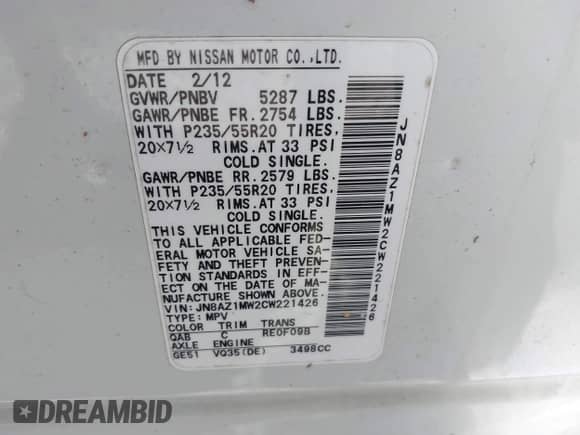 MFD BY NISSAN MOTOR CO.,LTD.
DATE 2/12
GVWR/PNBV 5287 LBS.
GAWR/PNBE FR. 2754 LBS.
WITH P235/55R20 TIRES,
20×7½ RIMS. AT 33 PSI
COLD SINGLE.
GAWR/PNBE RR. 2579 LBS.
WITH P235/55R20 TIRES,
20×7½ RIMS. AT 33 PSI
COLD SINGLE.
THIS VEHICLE CONFORMS
TO ALL APPLICABLE FED-
ERAL MOTOR VEHICLE SA-
FETY AND THEFT PREVEN-
TION STANDARDS IN EFF-
ECT ON THE DATE OF MA-
NUFACTURE SHOWN ABOVE.
VIN: JN8AZ1MW2CW221426
TYPE: MPV
COLOR TRIM TRANS
QAB C RE0F09B
AXLE ENGINE
GE51 VQ35(DE) 3498CC
JN8AZ1MW2CW221426
DREAMBID